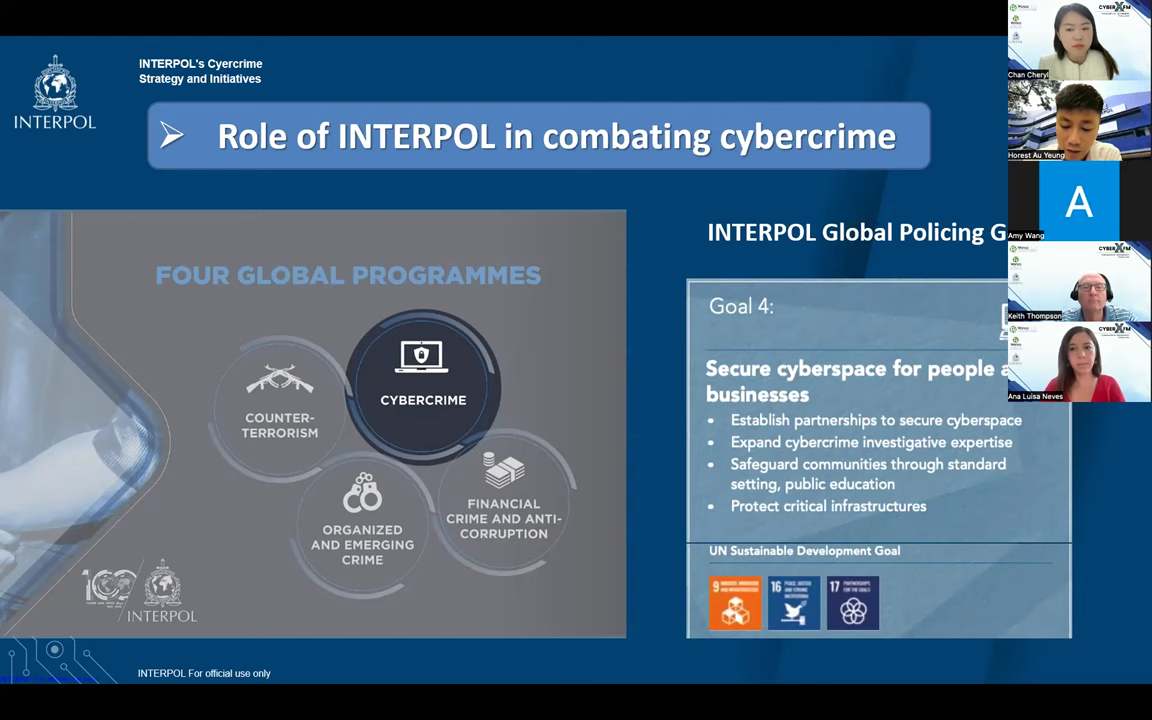 INTERPOL's Cyercrime
Strategy and Initiatives
INTERPOL
Role of INTERPOL in combating cybercrime
FOUR GLOBAL PROGRAMMES
CYBERCRIME
COUNTER-
TERRORISM
FINANCIAL
CRIME AND ANTI-
CORRUPTION
ORGANIZED
AND EMERGING
CRIME
INTERPOL
INTERPOL Global Policing G
Goal 4:
Secure cyberspace for people a
businesses
• Establish partnerships to secure cyberspace
• Expand cybercrime investigative expertise
• Safeguard communities through standard
setting, public education
• Protect critical infrastructures
UN Sustainable Development Goal
9
16
17
INTERPOL For official use only
Chan Cheryl
Horest Au Yeung
A
Amy Wang
Keith Thompson
Ana Luísa Neves